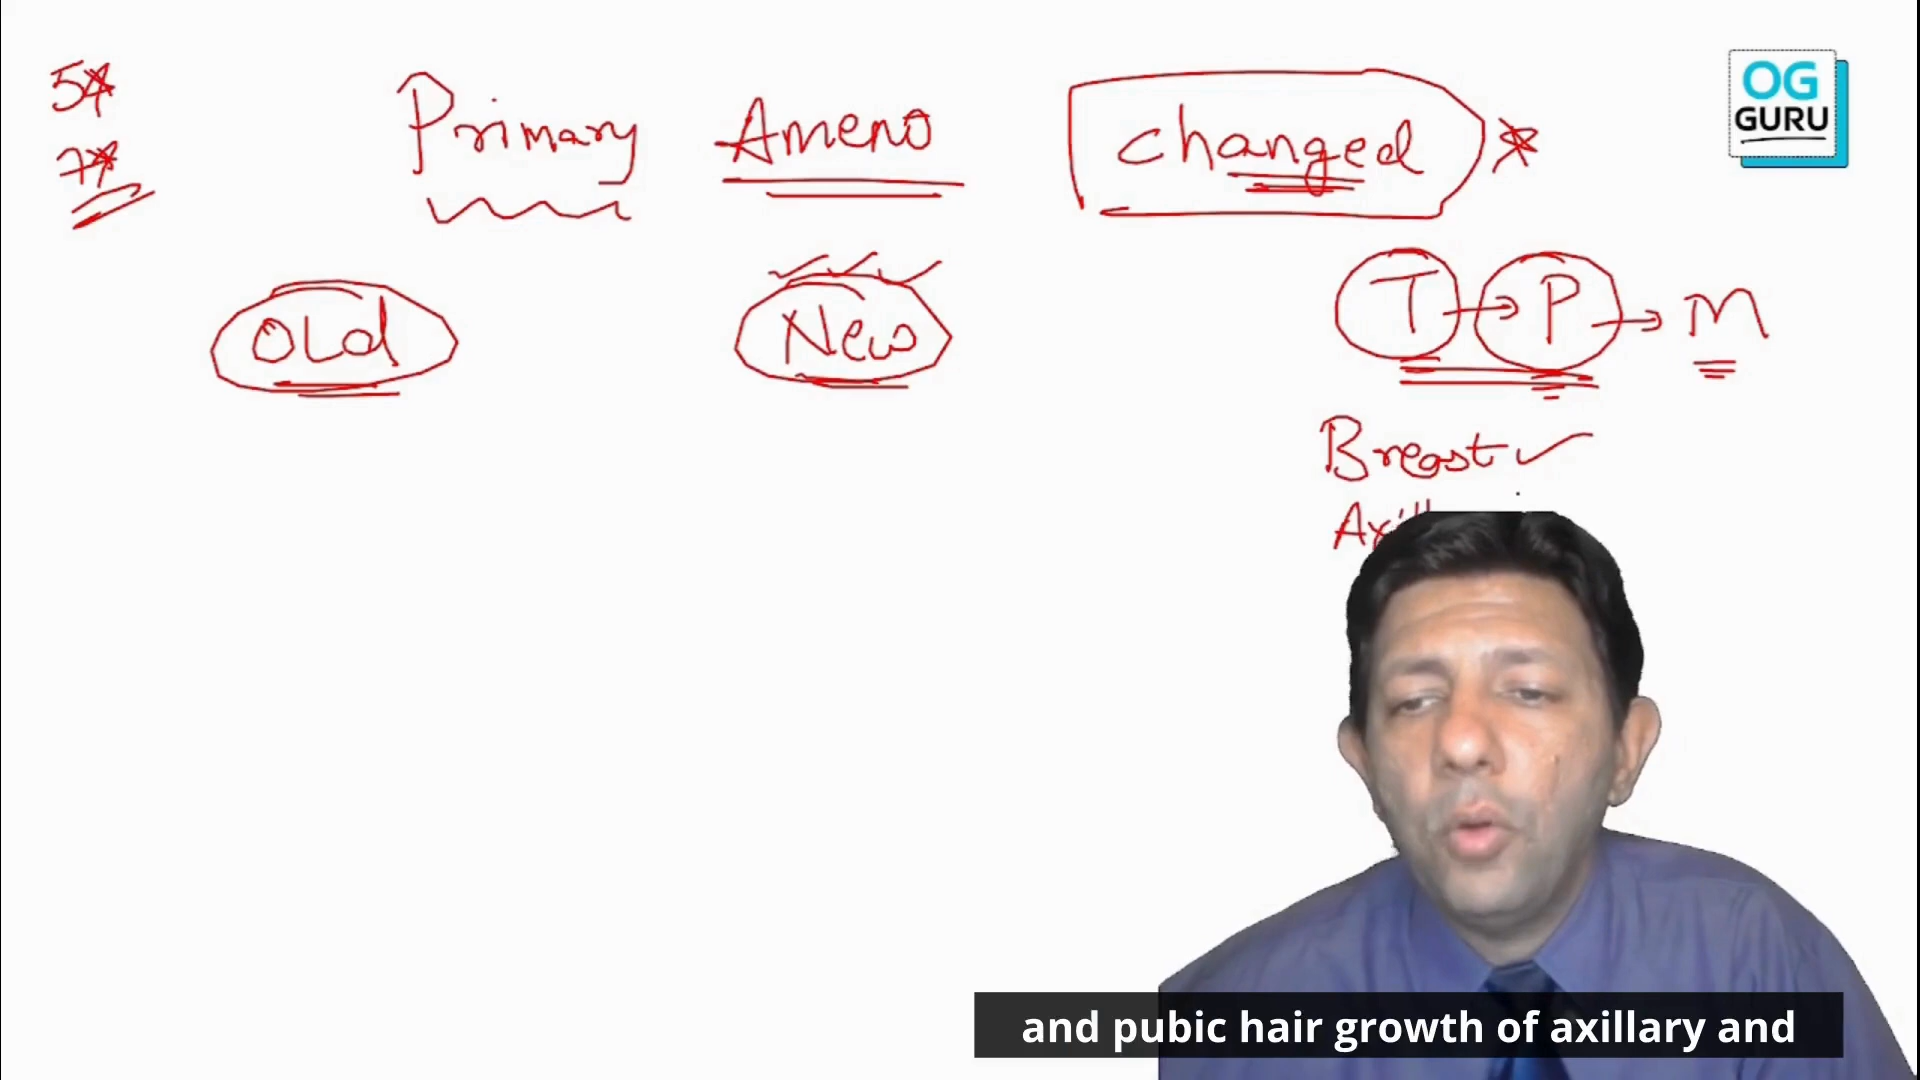 5*
7*
Primary Ameno changed *
OG
GURU
Old New
T → P → M
Breast ✓
and pubic hair growth of axillary and